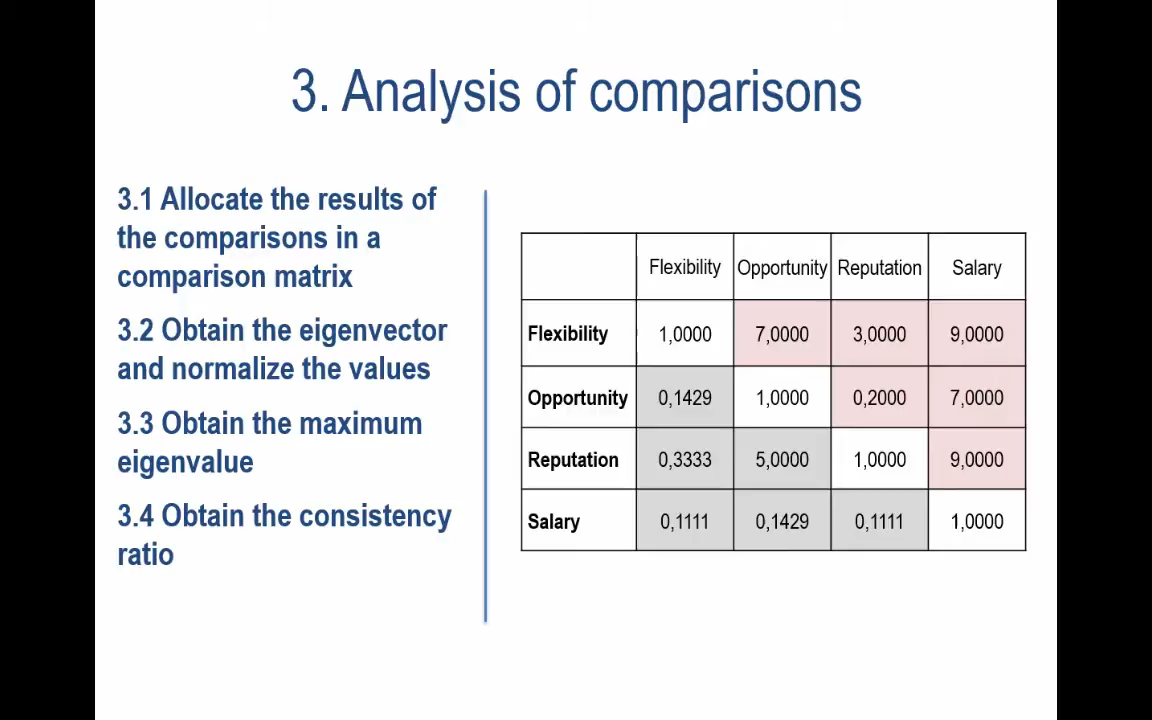 3. Analysis of comparisons
3.1 Allocate the results of
the comparisons in a
comparison matrix
3.2 Obtain the eigenvector
and normalize the values
3.3 Obtain the maximum
eigenvalue
3.4 Obtain the consistency
ratio
Flexibility Opportunity Reputation Salary
Flexibility 1,0000 7,0000 3,0000 9,0000
Opportunity 0,1429 1,0000 0,2000 7,0000
Reputation 0,3333 5,0000 1,0000 9,0000
Salary 0,1111 0,1429 0,1111 1,0000